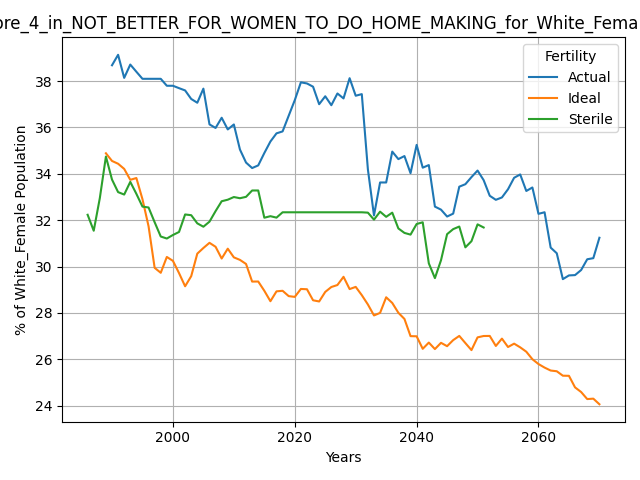 ore_4_in_NOT_BETTER_FOR_WOMEN_TO_DO_HOME_MAKING_for_White_Fema
% of White_Female Population
38
36
34
32
30
28
26
24
Fertility
Actual
Ideal
Sterile
2000 2020 2040 2060
Years